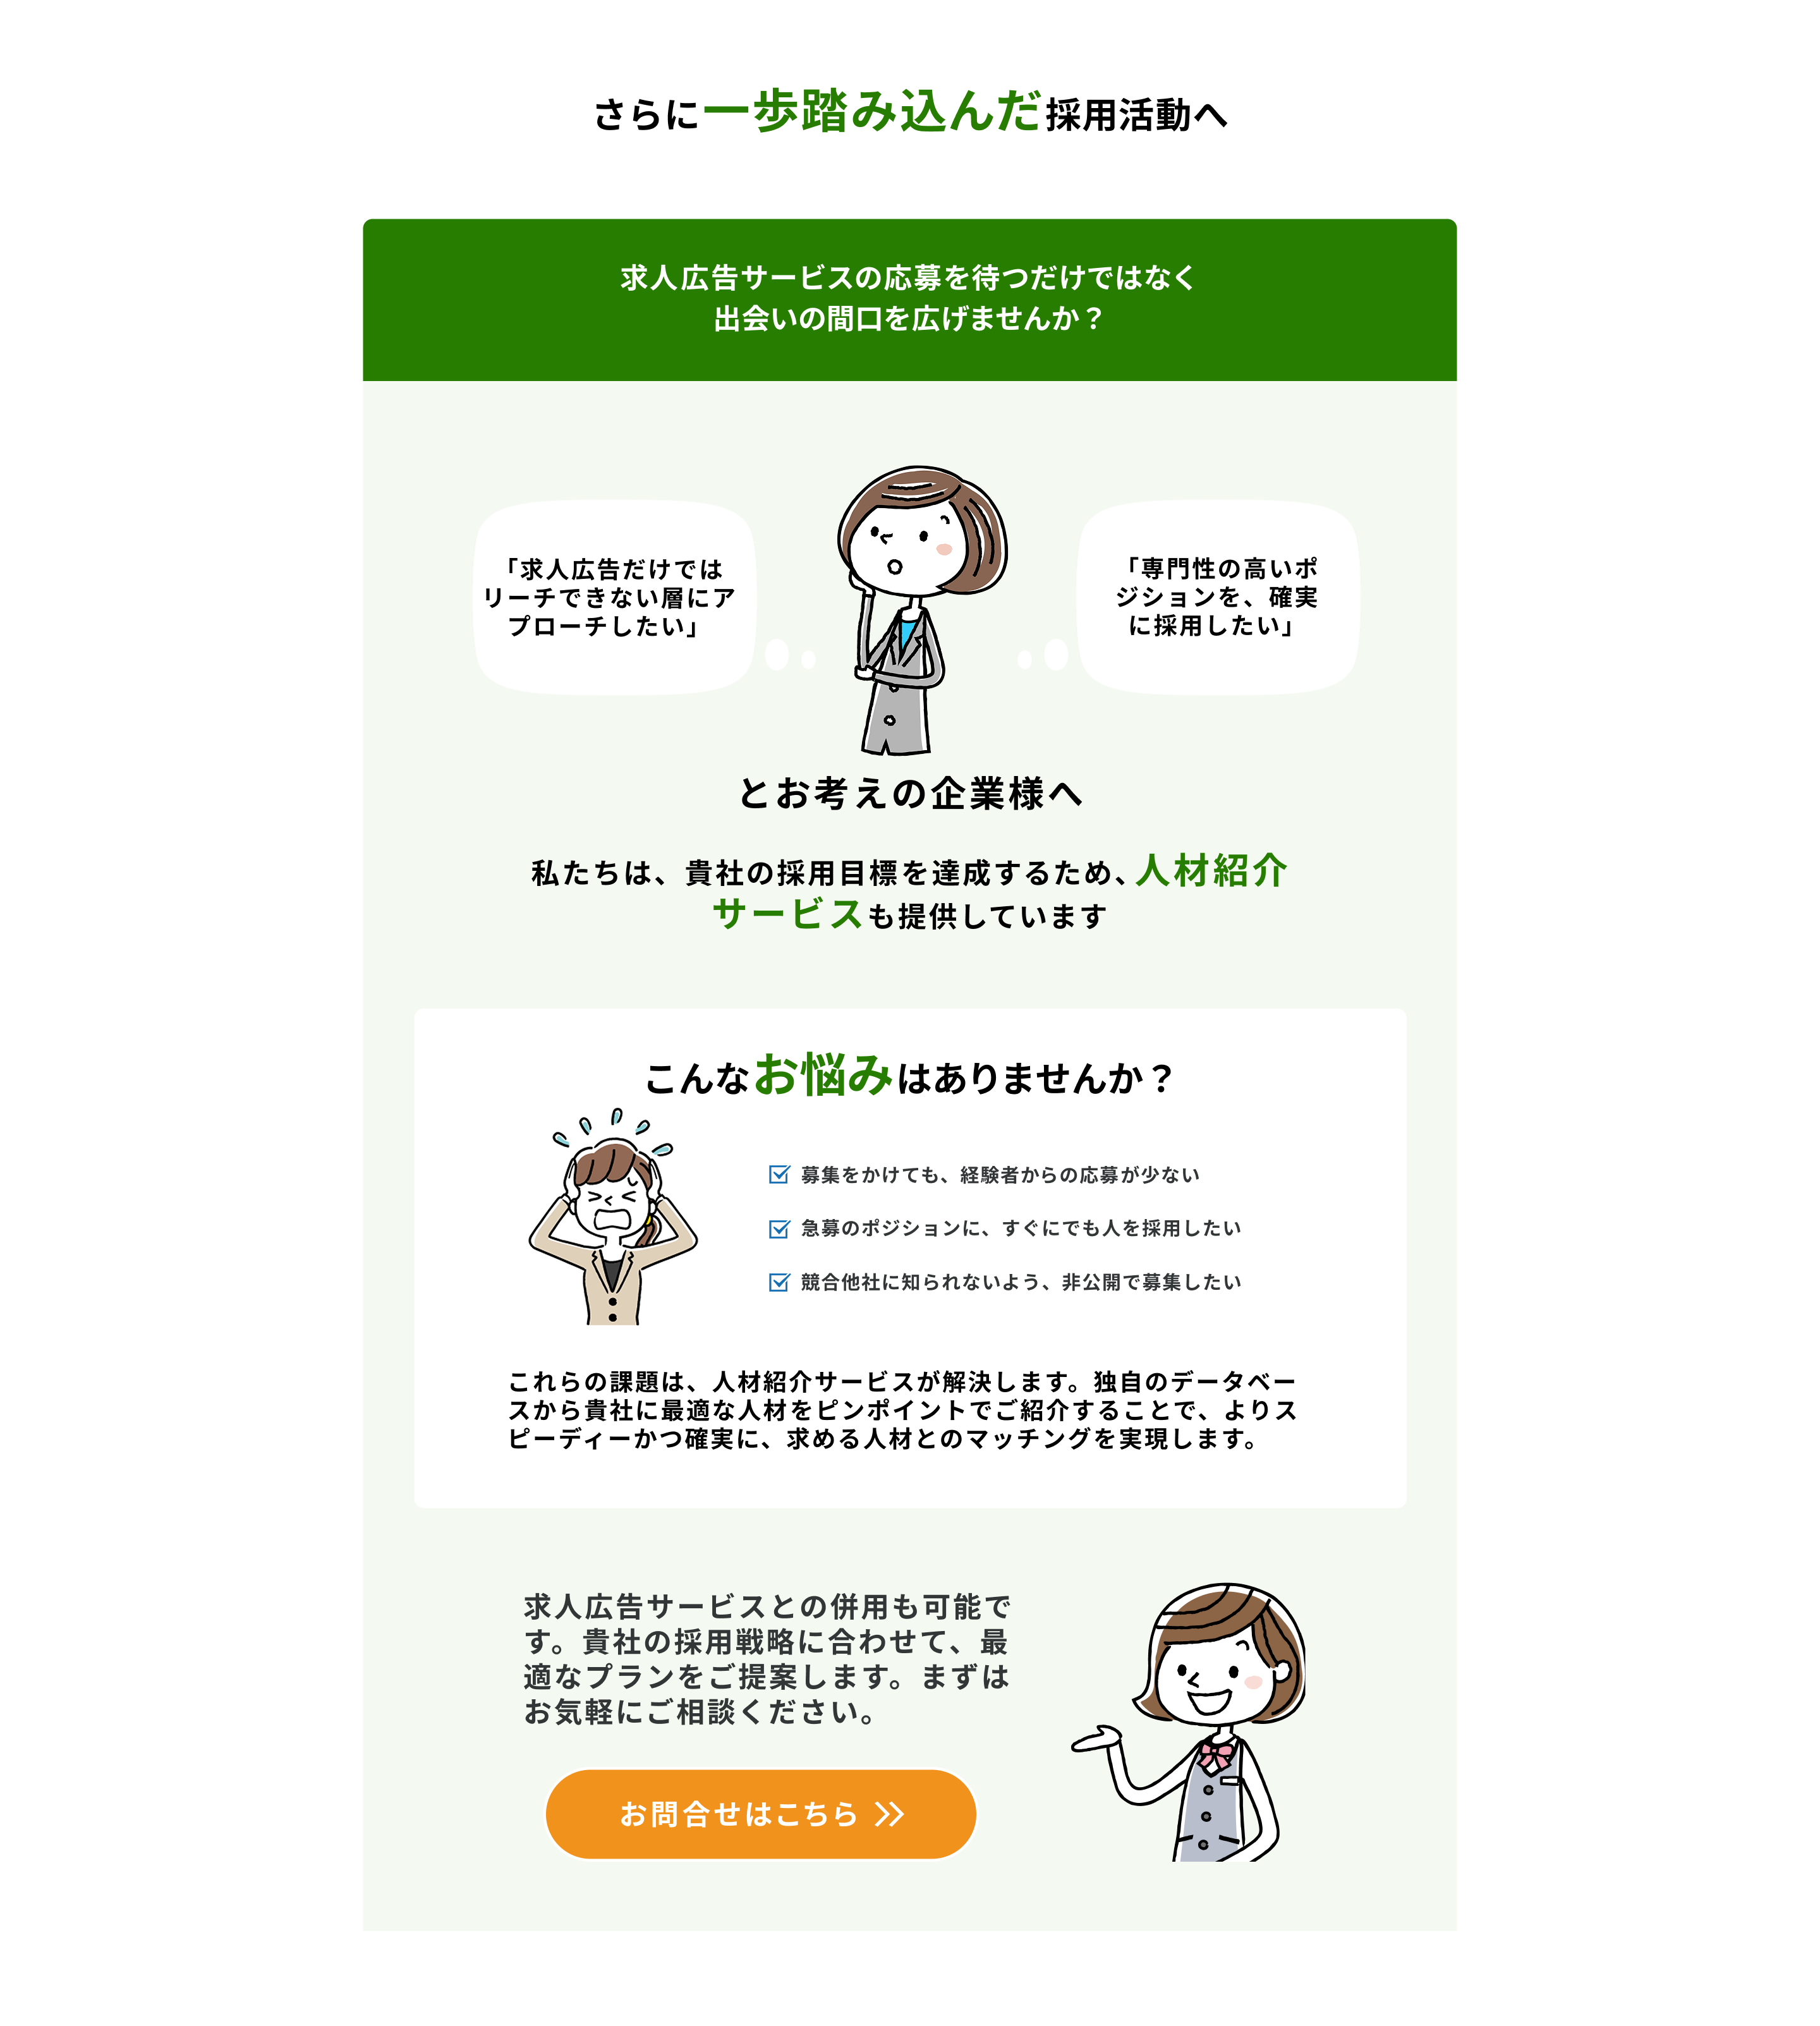 さらに一歩踏み込んだ採用活動へ
求人広告サービスの応募を待つだけではなく
出会いの間口を広げませんか？
「求人広告だけでは
リーチできない層にア
プローチしたい」
「専門性の高いポ
ジションを、確実
に採用したい」
とお考えの企業様へ
私たちは、貴社の採用目標を達成するため、人材紹介
サービスも提供しています
こんなお悩みはありませんか？
募集をかけても、経験者からの応募が少ない
急募のポジションに、すぐにでも人を採用したい
競合他社に知られないよう、非公開で募集したい
これらの課題は、人材紹介サービスが解決します。独自のデータベー
スから貴社に最適な人材をピンポイントでご紹介することで、よりス
ピーディーかつ確実に、求める人材とのマッチングを実現します。
求人広告サービスとの併用も可能で
す。貴社の採用戦略に合わせて、最
適なプランをご提案します。まずは
お気軽にご相談ください。
お問合せはこちら